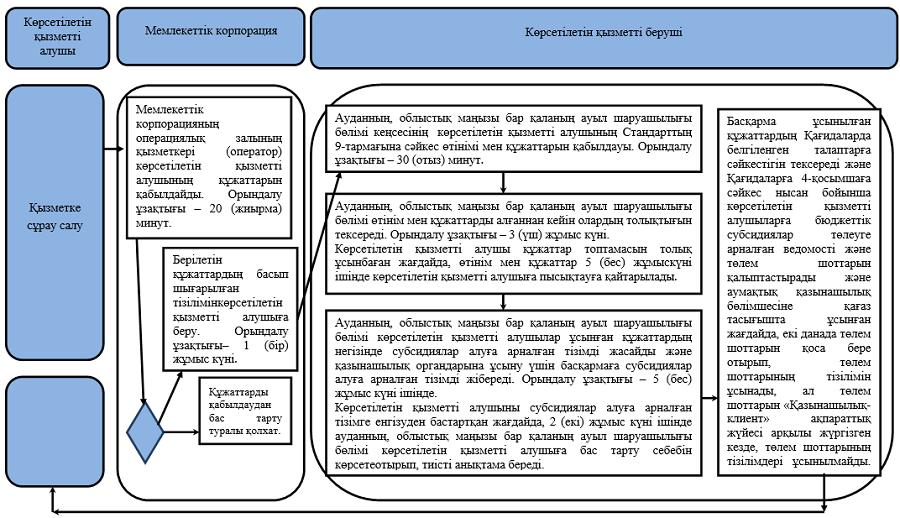 Көрсетілетін
қызметті
алушы
Мемлекеттік корпорация
Көрсетілетін қызметті беруші
Қызметке
сұрау салу
Мемлекеттік
корпорацияның
операциялық залының
қызметкері (оператор)
көрсетілетін қызметті
алушының құжаттарын
қабылдайды. Орындалу
ұзақтығы – 20 (жиырма)
минут.
Берілетін
құжаттардың басып
шығарылған
тізілімінкөрсетілетін
қызметті алушыға
беру. Орындалу
ұзақтығы– 1 (бір)
жұмыс күні.
Құжаттарды
қабылдаудан
бас тарту
туралы қолхат.
Ауданның, облыстық маңызы бар қаланың ауыл шаруашылығы
бөлімі кеңсесінің көрсетілетін қызметті алушының Стандарттың
9-тармағына сәйкес өтінімі мен құжаттарын қабылдауы. Орындалу
ұзақтығы – 30 (отыз) минут.
Ауданның, облыстық маңызы бар қаланың ауыл шаруашылығы
бөлімі өтінім мен құжаттарды алғаннан кейін олардың толықтығын
тексереді. Орындалу ұзақтығы – 3 (үш) жұмыс күні.
Көрсетілетін қызметті алушы құжаттар топтамасын толық
ұсынбаған жағдайда, өтінім мен құжаттар 5 (бес) жұмыскүні
ішінде көрсетілетін қызметті алушыға пысықтауға қайтарылады.
Ауданның, облыстық маңызы бар қаланың ауыл шаруашылығы
бөлімі көрсетілетін қызметті алушылар ұсынған құжаттардың
негізінде субсидиялар алуға арналған тізімді жасайды және
қазынашылық органдарына ұсыну үшін басқармаға субсидиялар
алуға арналған тізімді жібереді. Орындалу ұзақтығы – 5 (бес)
жұмыс күні ішінде.
Көрсетілетін қызметті алушыны субсидиялар алуға арналған
тізімге енгізуден бастартқан жағдайда, 2 (екі) жұмыс күні ішінде
ауданның, облыстық маңызы бар қаланың ауыл шаруашылығы
бөлімі көрсетілетін қызметті алушыға бас тарту себебін
көрсетеотырып, тиісті анықтама береді.
Басқарма ұсынылған
құжаттардың Қағидаларда
белгіленген талаптарға
сәйкестігін тексереді және
Қағидаларға 4-қосымшаға
сәйкес нысан бойынша
көрсетілетін қызметті
алушыларға бюджеттік
субсидиялар төлеуге
арналған ведомості және
төлем шоттарын
қалыптастырады және
аумақтық қазынашылық
бөлімшесіне қағаз
тасығышта ұсынған
жағдайда, екі данада төлем
шоттарын қоса бере
отырып, төлем
шоттарының тізілімін
ұсынады, ал төлем
шоттарын «Қазынашылық-
клиент» ақпараттық
жүйесі арқылы жүргізген
кезде, төлем шоттарының
тізілімдері ұсынылмайды.